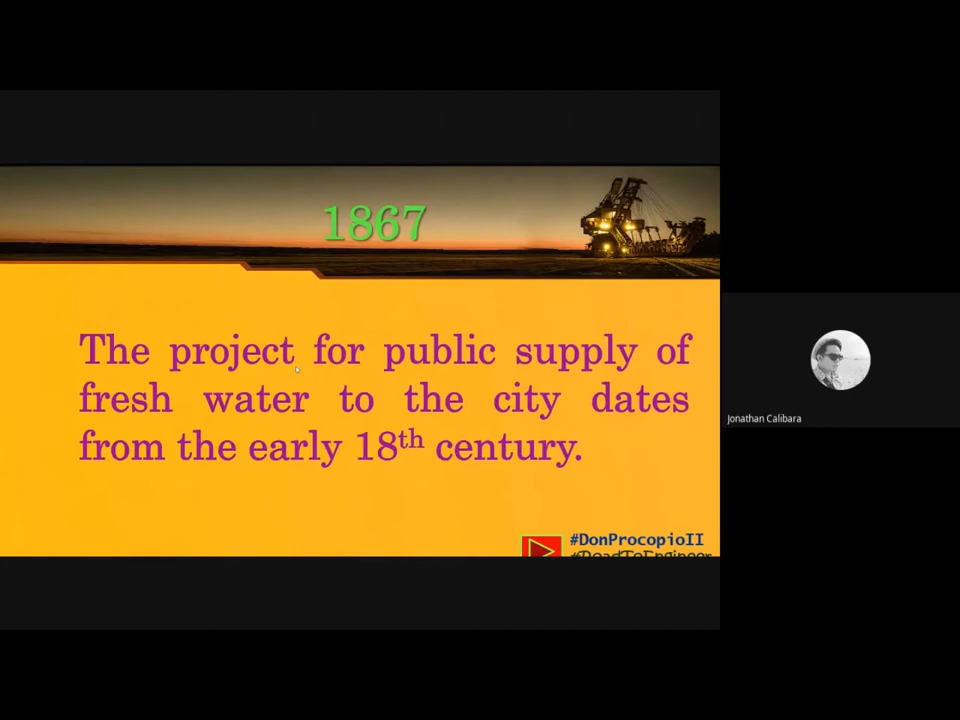 1867
The project for public supply of
fresh water to the city dates
from the early 18th century.
#DonProcopioII
#RoadToEngineer
Jonathan Calibara